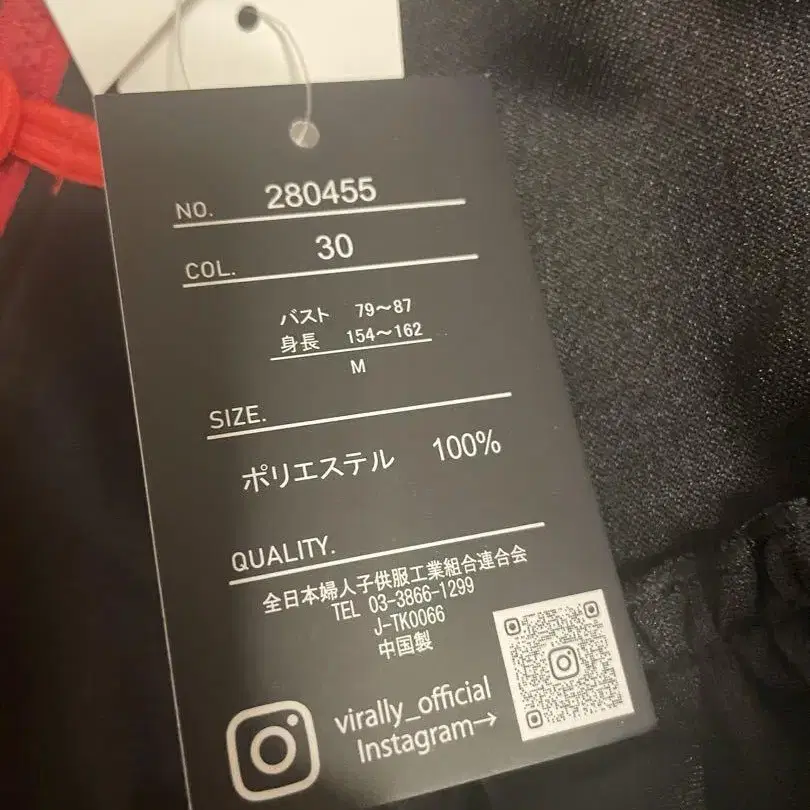 NO. 280455
COL. 30
バスト 79～87
身長 154～162
M
SIZE.
ポリエステル 100%
QUALITY.
全日本婦人子供服工業組合連合会
TEL 03-3866-1299
J-TK0066
中国製
virally_official
Instagram→